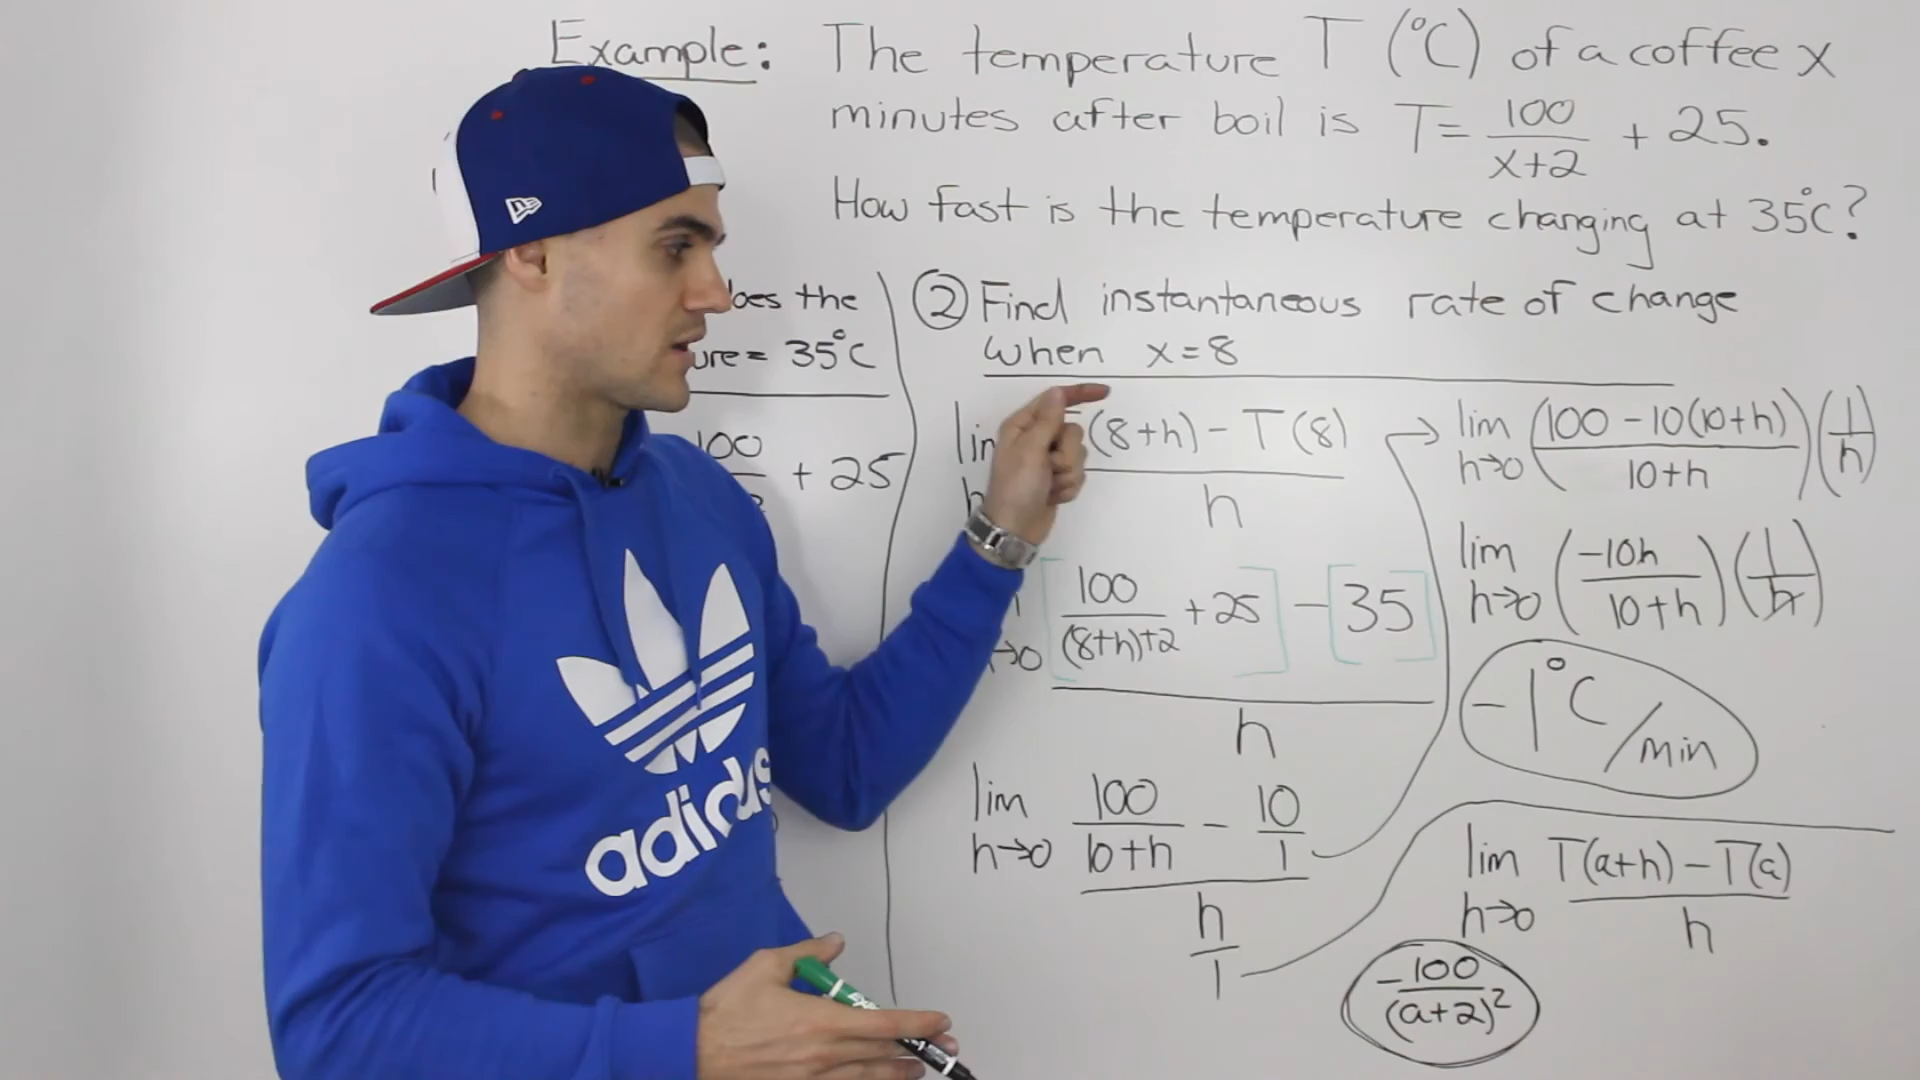 Example: The temperature T (°C) of a coffee x
minutes after boil is T = 100/(x+2) + 25.
How fast is the temperature changing at 35°C?
does the
= 35°C
100
+ 25
② Find instantaneous rate of change
when x = 8
lim (8+h) - T(8)
h
100/((8+h)+2) + 25] - [35]
→0
h
lim 100/(10+h) - 10/1
h→0
h/1
lim ((100 - 10(10+h))/(10+h)) (1/h)
h→0
lim (-10h/(10+h)) (1/h)
h→0
-1°C/min
lim (T(a+h) - T(a))/h
h→0
-100/(a+2)²
adidas